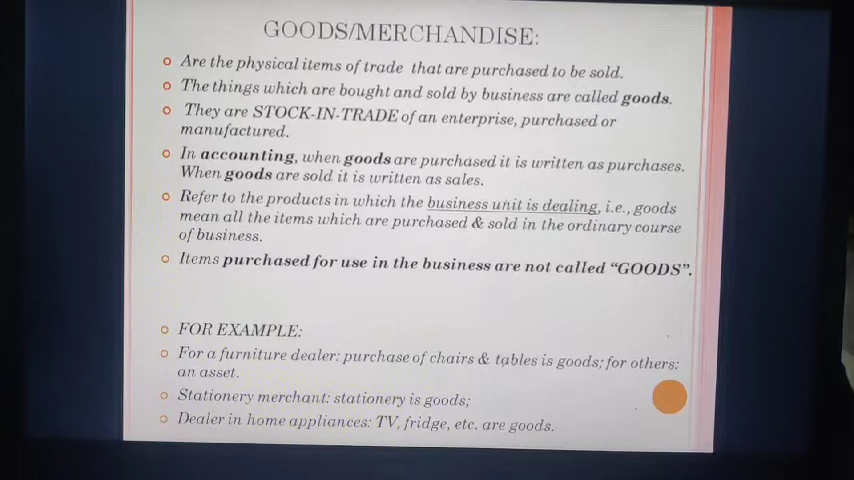 GOODS/MERCHANDISE:
Are the physical items of trade that are purchased to be sold.
The things which are bought and sold by business are called goods.
They are STOCK-IN-TRADE of an enterprise, purchased or
manufactured.
In accounting, when goods are purchased it is written as purchases.
When goods are sold it is written as sales.
Refer to the products in which the business unit is dealing, i.e., goods
mean all the items which are purchased & sold in the ordinary course
of business.
Items purchased for use in the business are not called “GOODS”.
FOR EXAMPLE:
For a furniture dealer: purchase of chairs & tables is goods; for others:
an asset.
Stationery merchant: stationery is goods;
Dealer in home appliances: TV, fridge, etc. are goods.